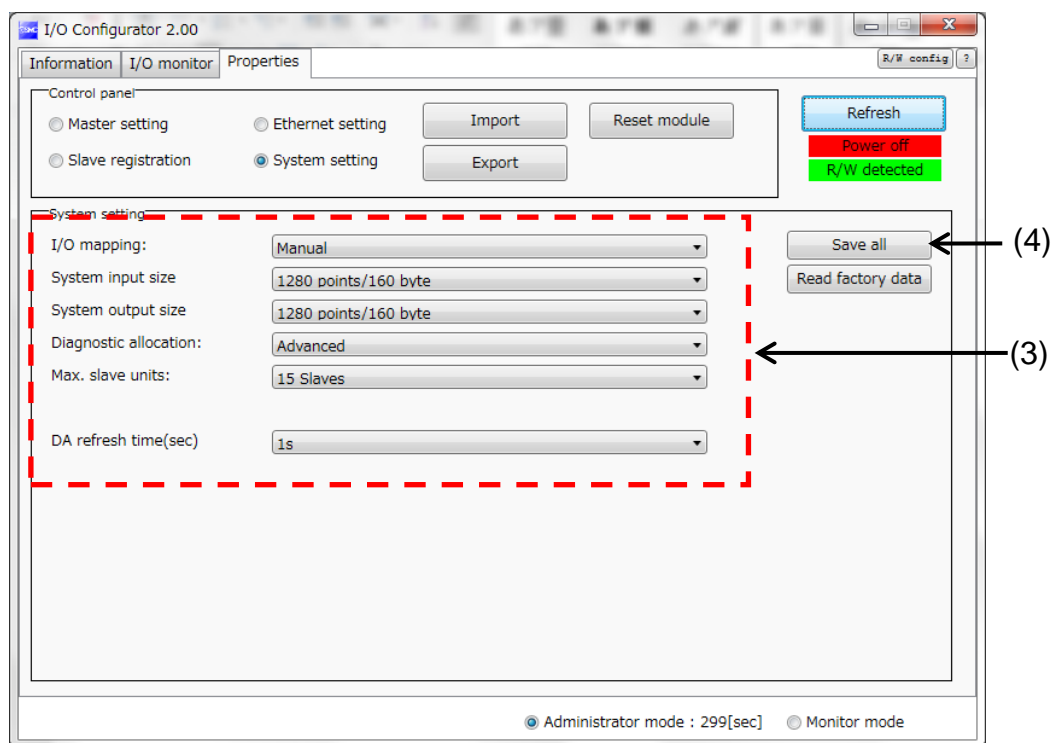 I/O Configurator 2.00
Information I/O monitor Properties R/W config ?
Control panel
Master setting Ethernet setting Import Reset module Refresh
Power off
Slave registration System setting Export R/W detected
System setting
I/O mapping: Manual Save all (4)
System input size 1280 points/160 byte Read factory data
System output size 1280 points/160 byte
Diagnostic allocation: Advanced (3)
Max. slave units: 15 Slaves
DA refresh time(sec) 1s
Administrator mode : 299[sec] Monitor mode